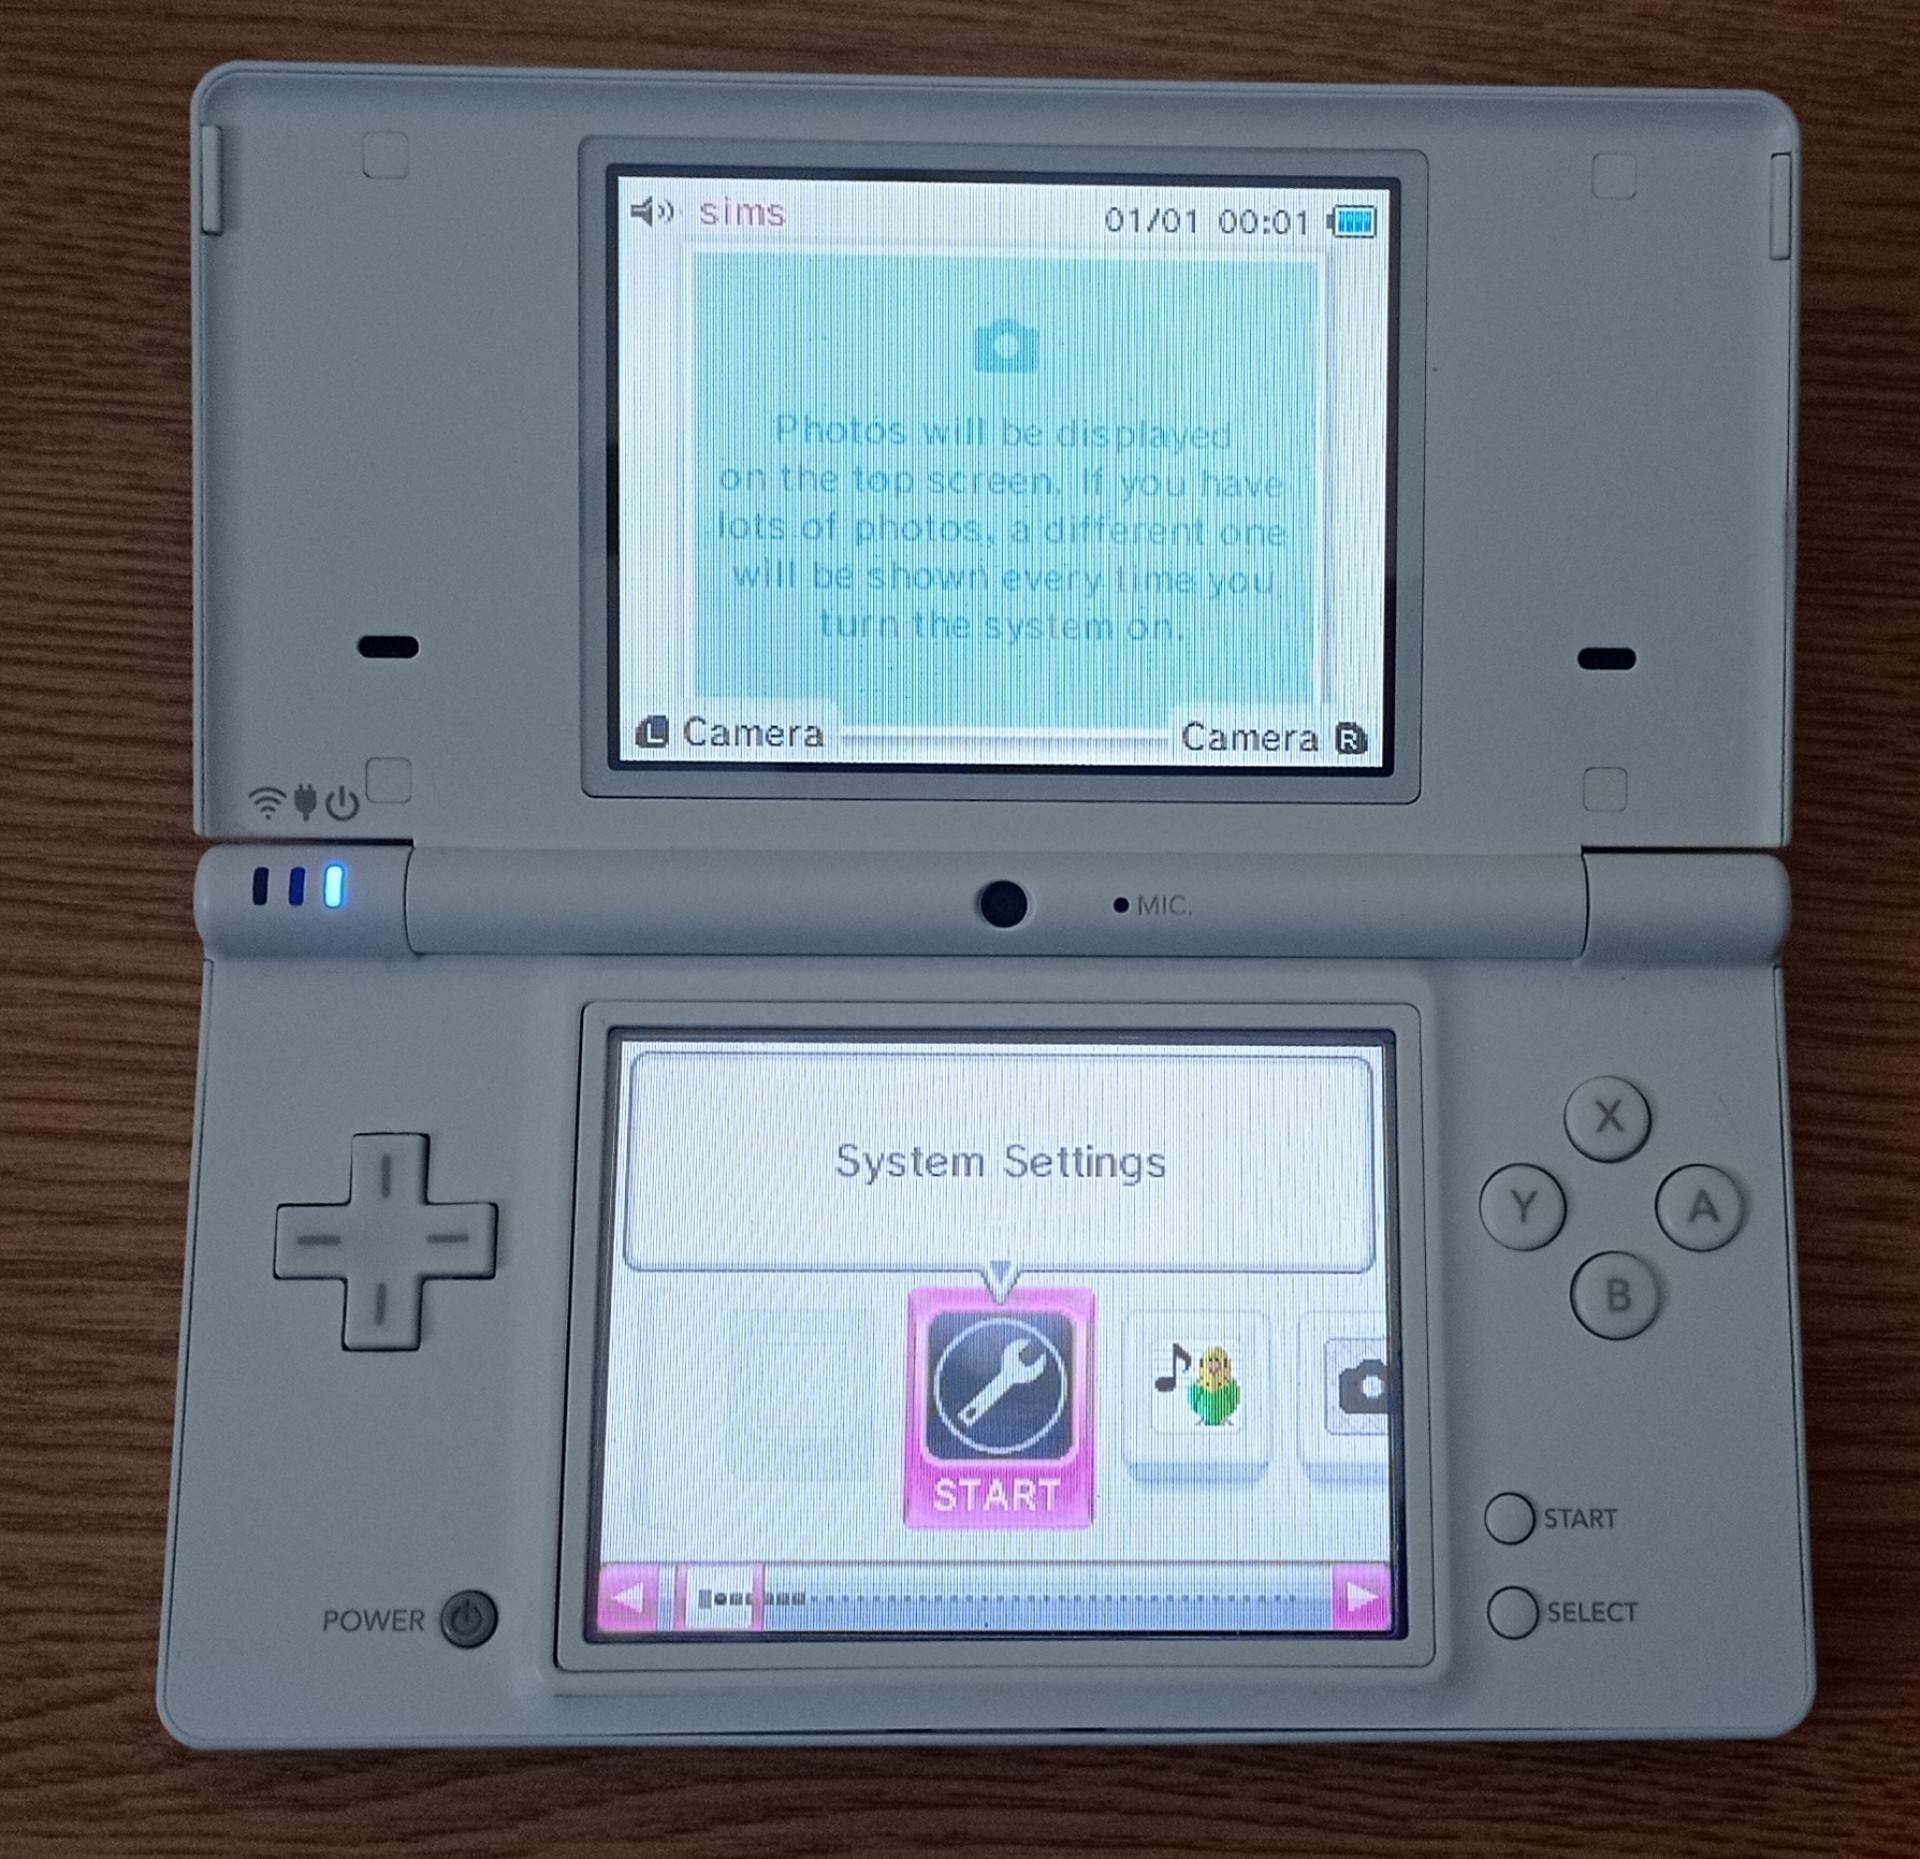 sims 01/01 00:01
Photos will be displayed
on the top screen. If you have
lots of photos, a different one
will be shown every time you
turn the system on.
L Camera Camera R
MIC.
System Settings
X
Y A
B
START
START
SELECT
POWER